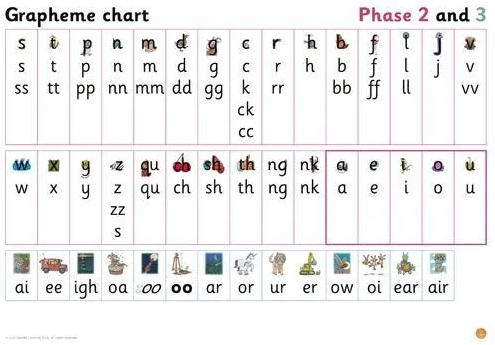 Grapheme chart Phase 2 and 3
s t p n m d g c r h b f l j v
s t p n m d g c r h b f l j v
ss tt pp nn mm dd gg k rr bb ff ll vv
ck
cc
w x y z qu ch sh th ng nk a e i o u
w x y z qu ch sh th ng nk a e i o u
zz
s
ai ee igh oa oo oo ar or ur er ow oi ear air